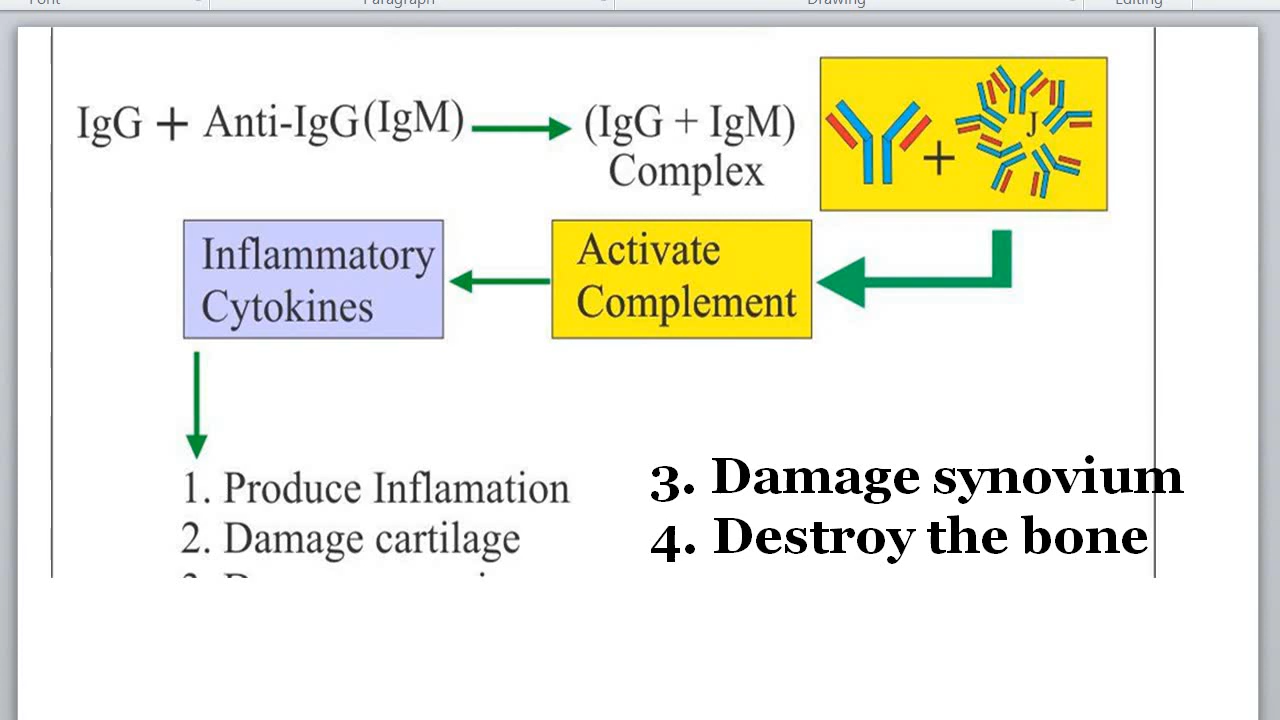 Font Paragraph Drawing Editing
IgG + Anti-IgG(IgM) (IgG + IgM)
Complex
J
+
Inflammatory
Cytokines
Activate
Complement
1. Produce Inflamation
2. Damage cartilage
3. Damage synovium
4. Destroy the bone